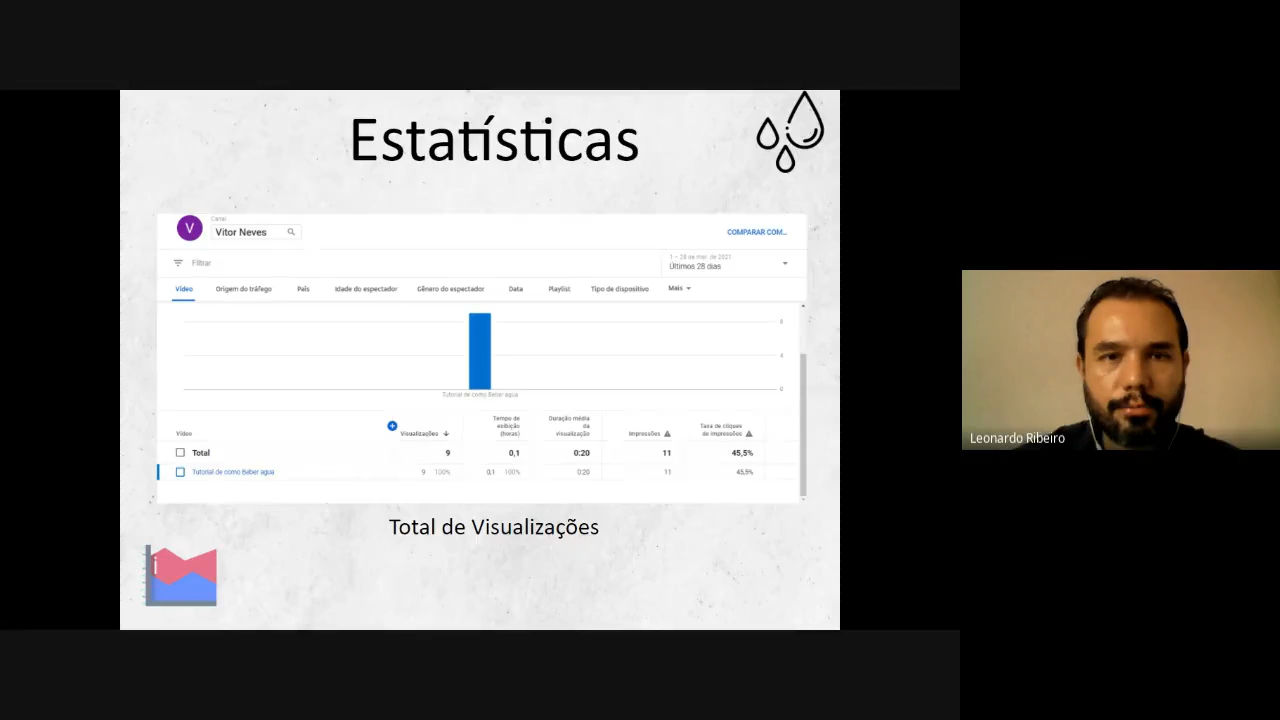 Estatísticas
V
Canal
Vitor Neves
COMPARAR COM...
Filtrar
1 – 28 de mar. de 2021
Últimos 28 dias
Vídeo Origem do tráfego País Idade do espectador Gênero do espectador Data Playlist Tipo de dispositivo Mais
8
4
0
Tutorial de como Beber agua
Vídeo Visualizações Tempo de exibição (horas) Duração média da visualização Impressões Taxa de cliques de impressões
Total 9 0,1 0:20 11 45,5%
Tutorial de como Beber agua 9 100% 0,1 100% 0:20 11 45,5%
Total de Visualizações
Leonardo Ribeiro